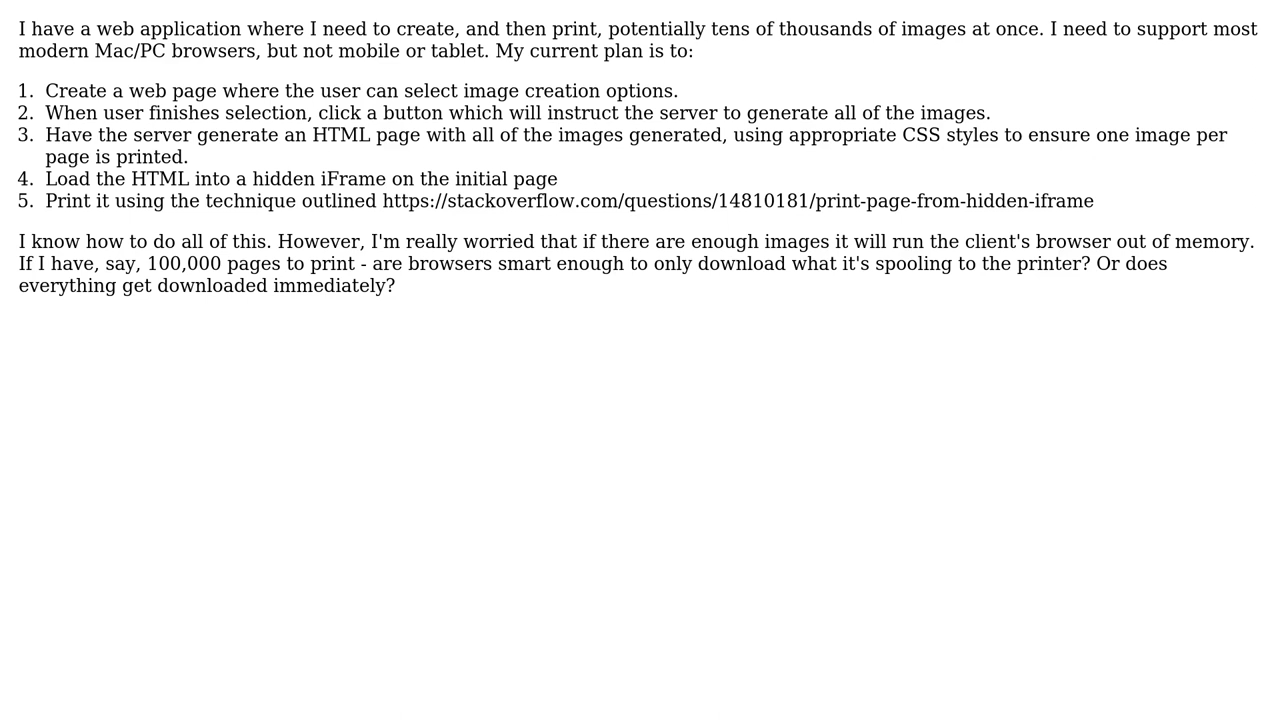 I have a web application where I need to create, and then print, potentially tens of thousands of images at once. I need to support most
modern Mac/PC browsers, but not mobile or tablet. My current plan is to:
1. Create a web page where the user can select image creation options.
2. When user finishes selection, click a button which will instruct the server to generate all of the images.
3. Have the server generate an HTML page with all of the images generated, using appropriate CSS styles to ensure one image per
page is printed.
4. Load the HTML into a hidden iFrame on the initial page
5. Print it using the technique outlined https://stackoverflow.com/questions/14810181/print-page-from-hidden-iframe
I know how to do all of this. However, I'm really worried that if there are enough images it will run the client's browser out of memory.
If I have, say, 100,000 pages to print - are browsers smart enough to only download what it's spooling to the printer? Or does
everything get downloaded immediately?